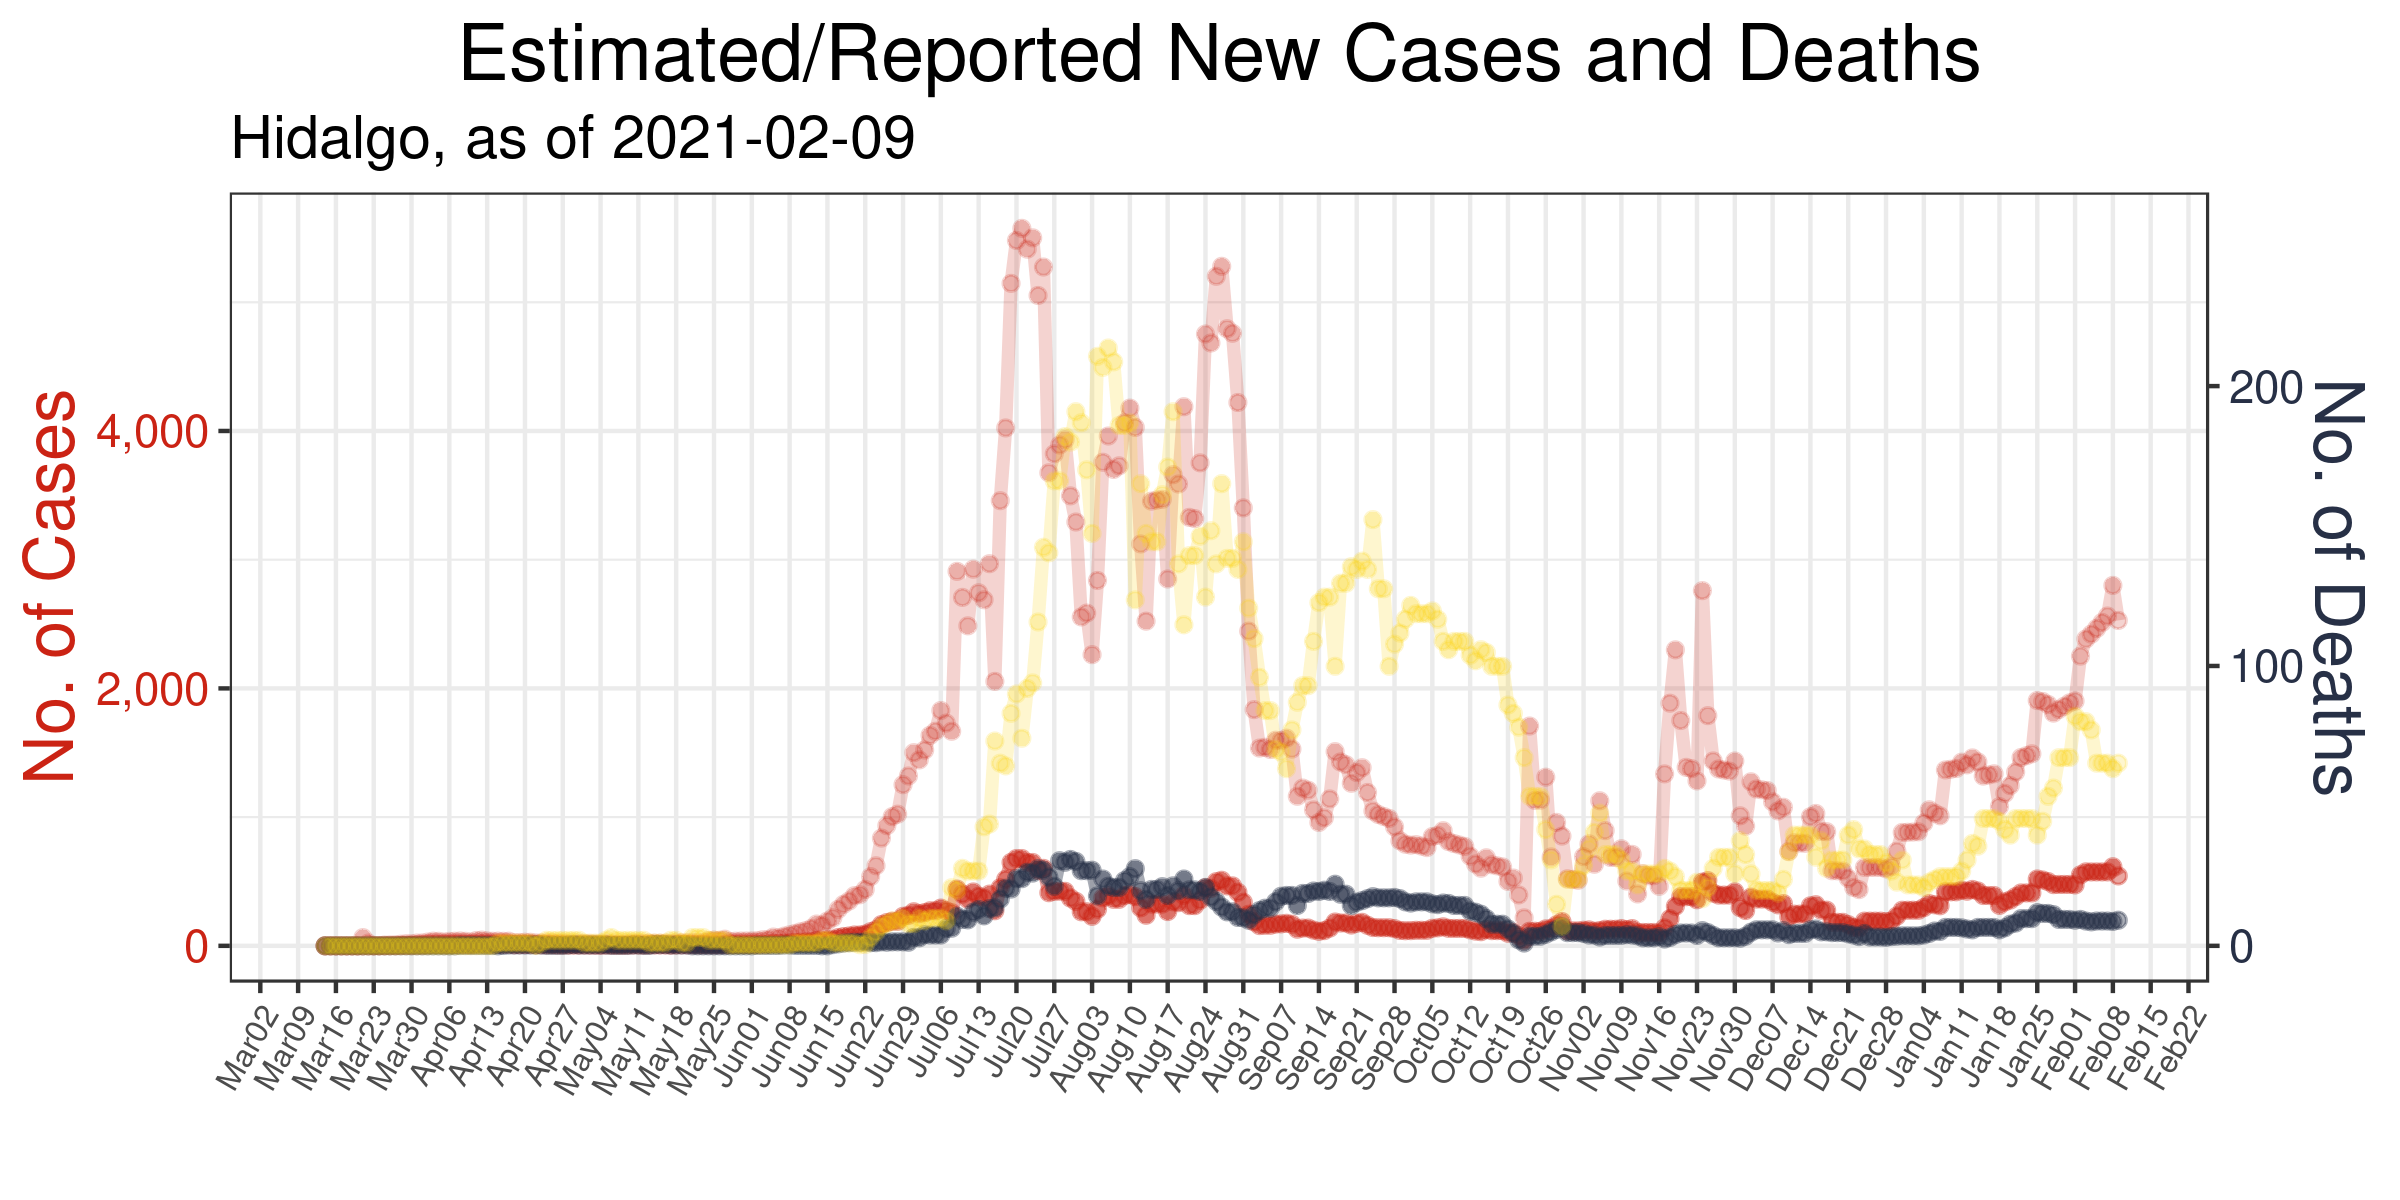 Estimated/Reported New Cases and Deaths
Hidalgo, as of 2021-02-09
No. of Cases
4,000
2,000
0
200
100
0
No. of Deaths
Mar02
Mar09
Mar16
Mar23
Mar30
Apr06
Apr13
Apr20
Apr27
May04
May11
May18
May25
Jun01
Jun08
Jun15
Jun22
Jun29
Jul06
Jul13
Jul20
Jul27
Aug03
Aug10
Aug17
Aug24
Aug31
Sep07
Sep14
Sep21
Sep28
Oct05
Oct12
Oct19
Oct26
Nov02
Nov09
Nov16
Nov23
Nov30
Dec07
Dec14
Dec21
Dec28
Jan04
Jan11
Jan18
Jan25
Feb01
Feb08
Feb15
Feb22